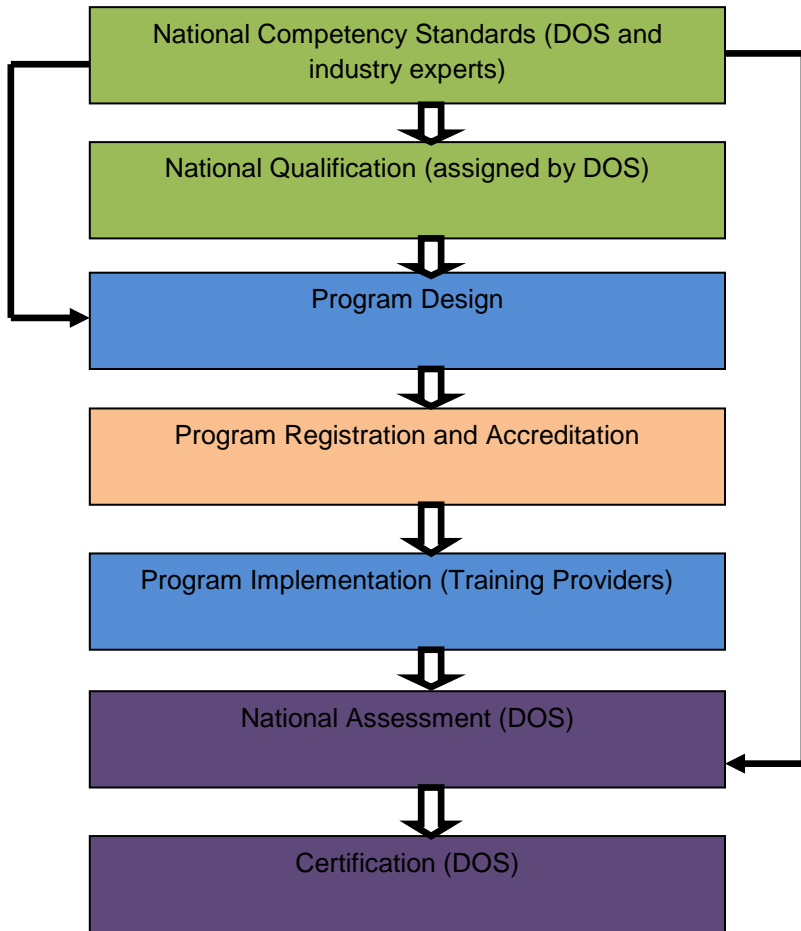 National Competency Standards (DOS and
industry experts)
National Qualification (assigned by DOS)
Program Design
Program Registration and Accreditation
Program Implementation (Training Providers)
National Assessment (DOS)
Certification (DOS)